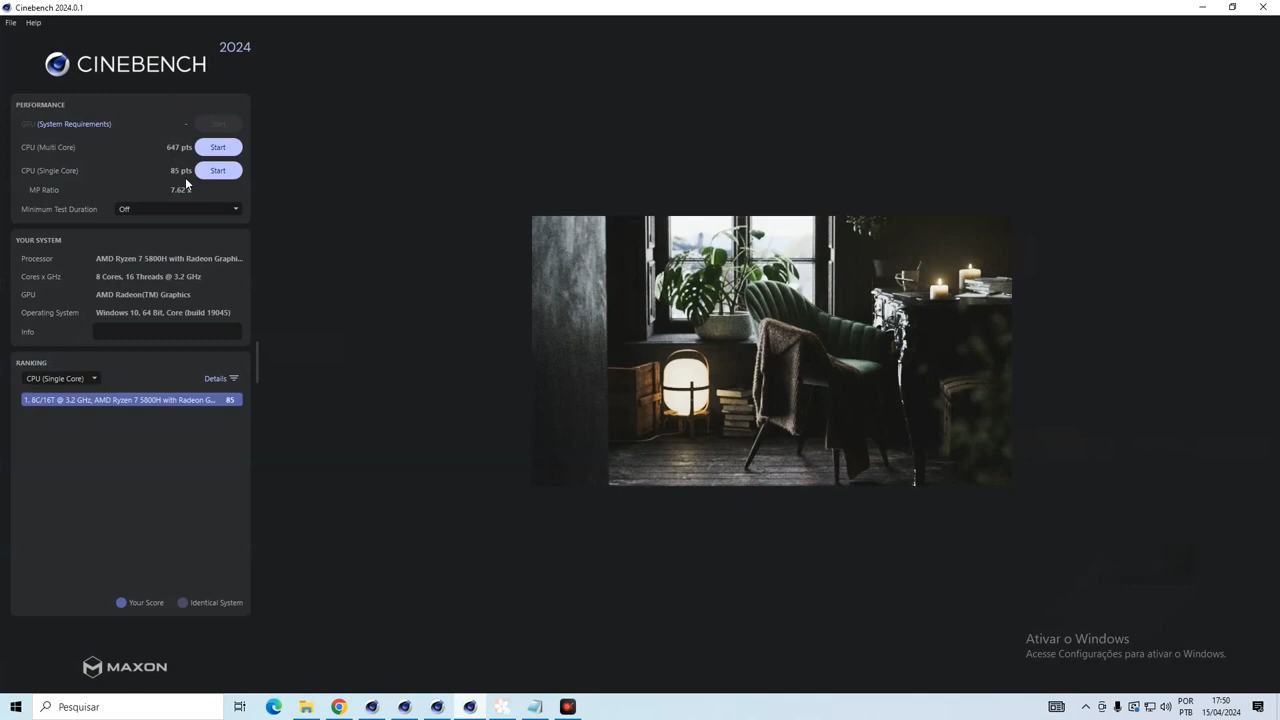 Cinebench 2024.0.1
File Help
2024
CINEBENCH
PERFORMANCE
GPU (System Requirements) - Start
CPU (Multi Core) 647 pts Start
CPU (Single Core) 85 pts Start
MP Ratio 7.62 x
Minimum Test Duration Off
YOUR SYSTEM
Processor AMD Ryzen 7 5800H with Radeon Graphi...
Cores x GHz 8 Cores, 16 Threads @ 3.2 GHz
GPU AMD Radeon(TM) Graphics
Operating System Windows 10, 64 Bit, Core (build 19045)
Info
RANKING
CPU (Single Core) Details
1. 8C/16T @ 3.2 GHz, AMD Ryzen 7 5800H with Radeon G... 85
Your Score Identical System
MAXON
Ativar o Windows
Acesse Configurações para ativar o Windows.
Pesquisar
POR
PTB
17:50
15/04/2024